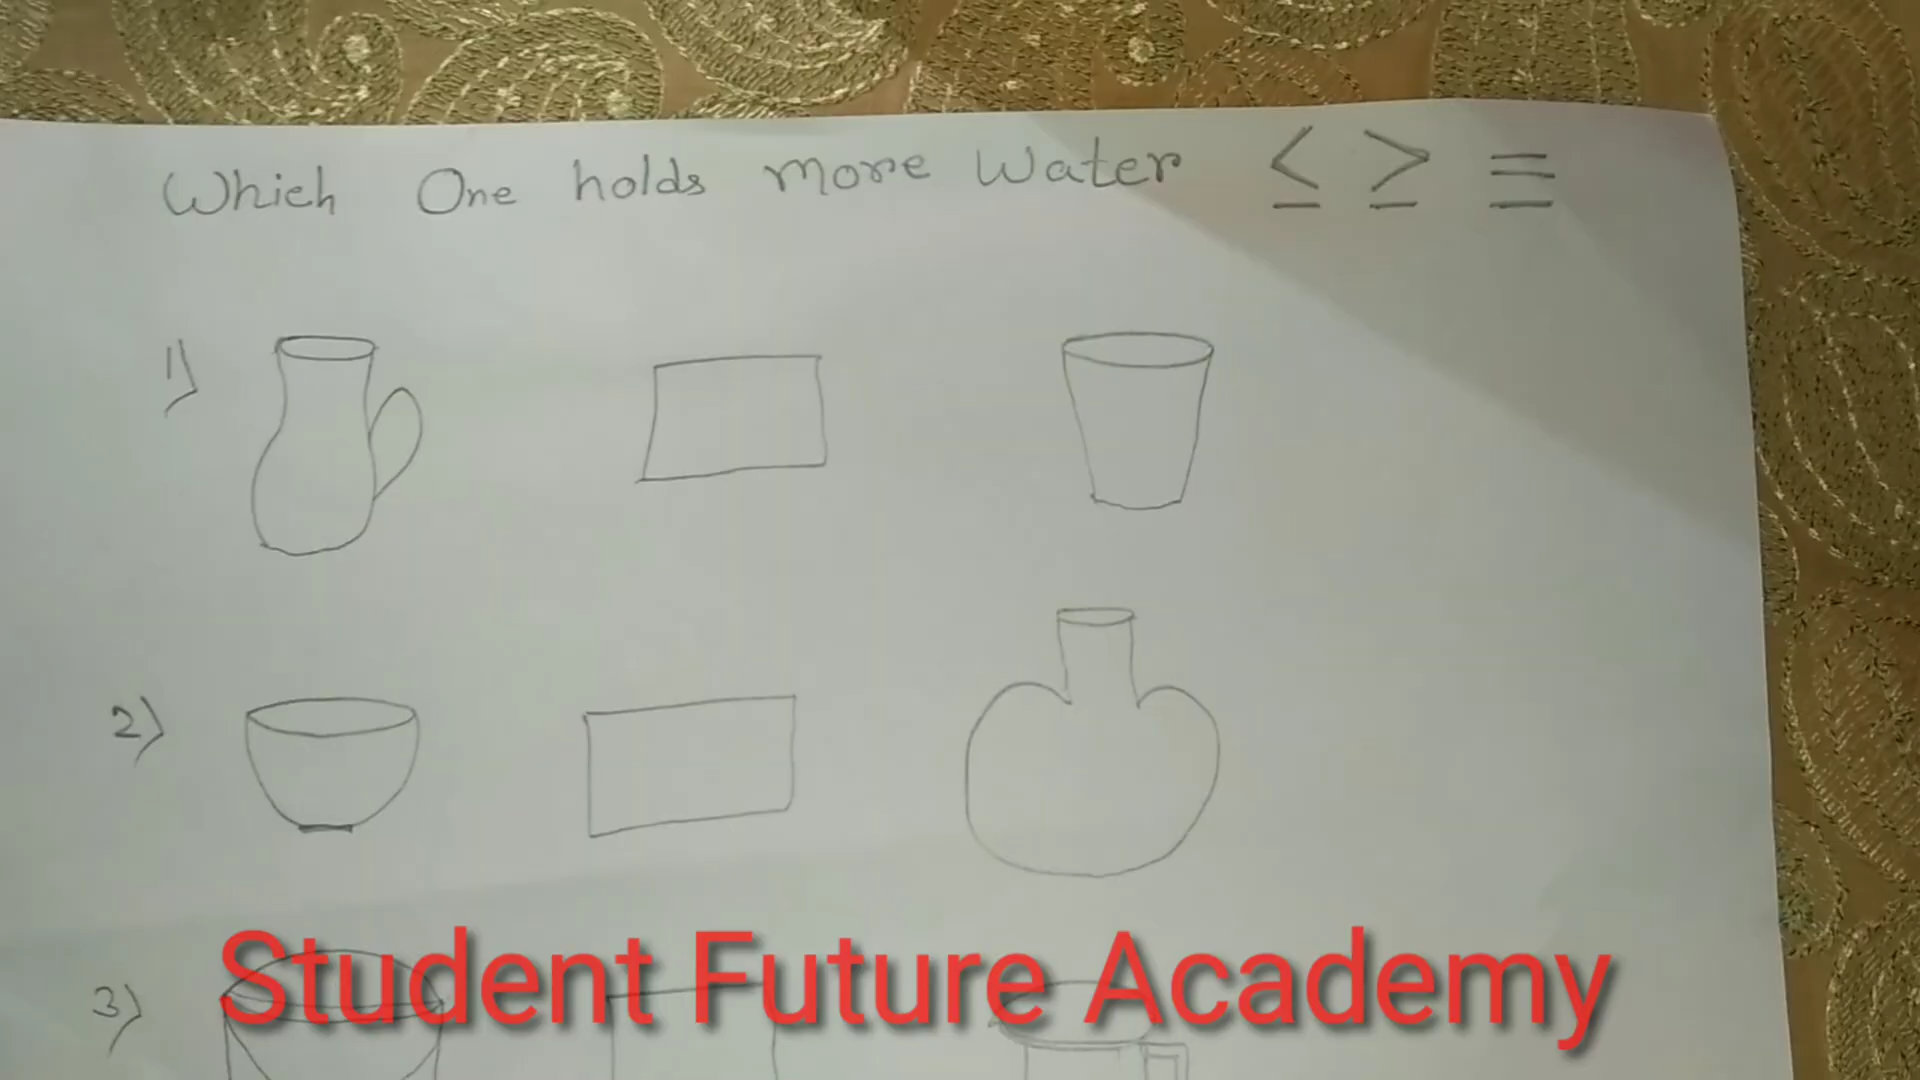 Which One holds more Water < > =
1)
2)
3)
Student Future Academy